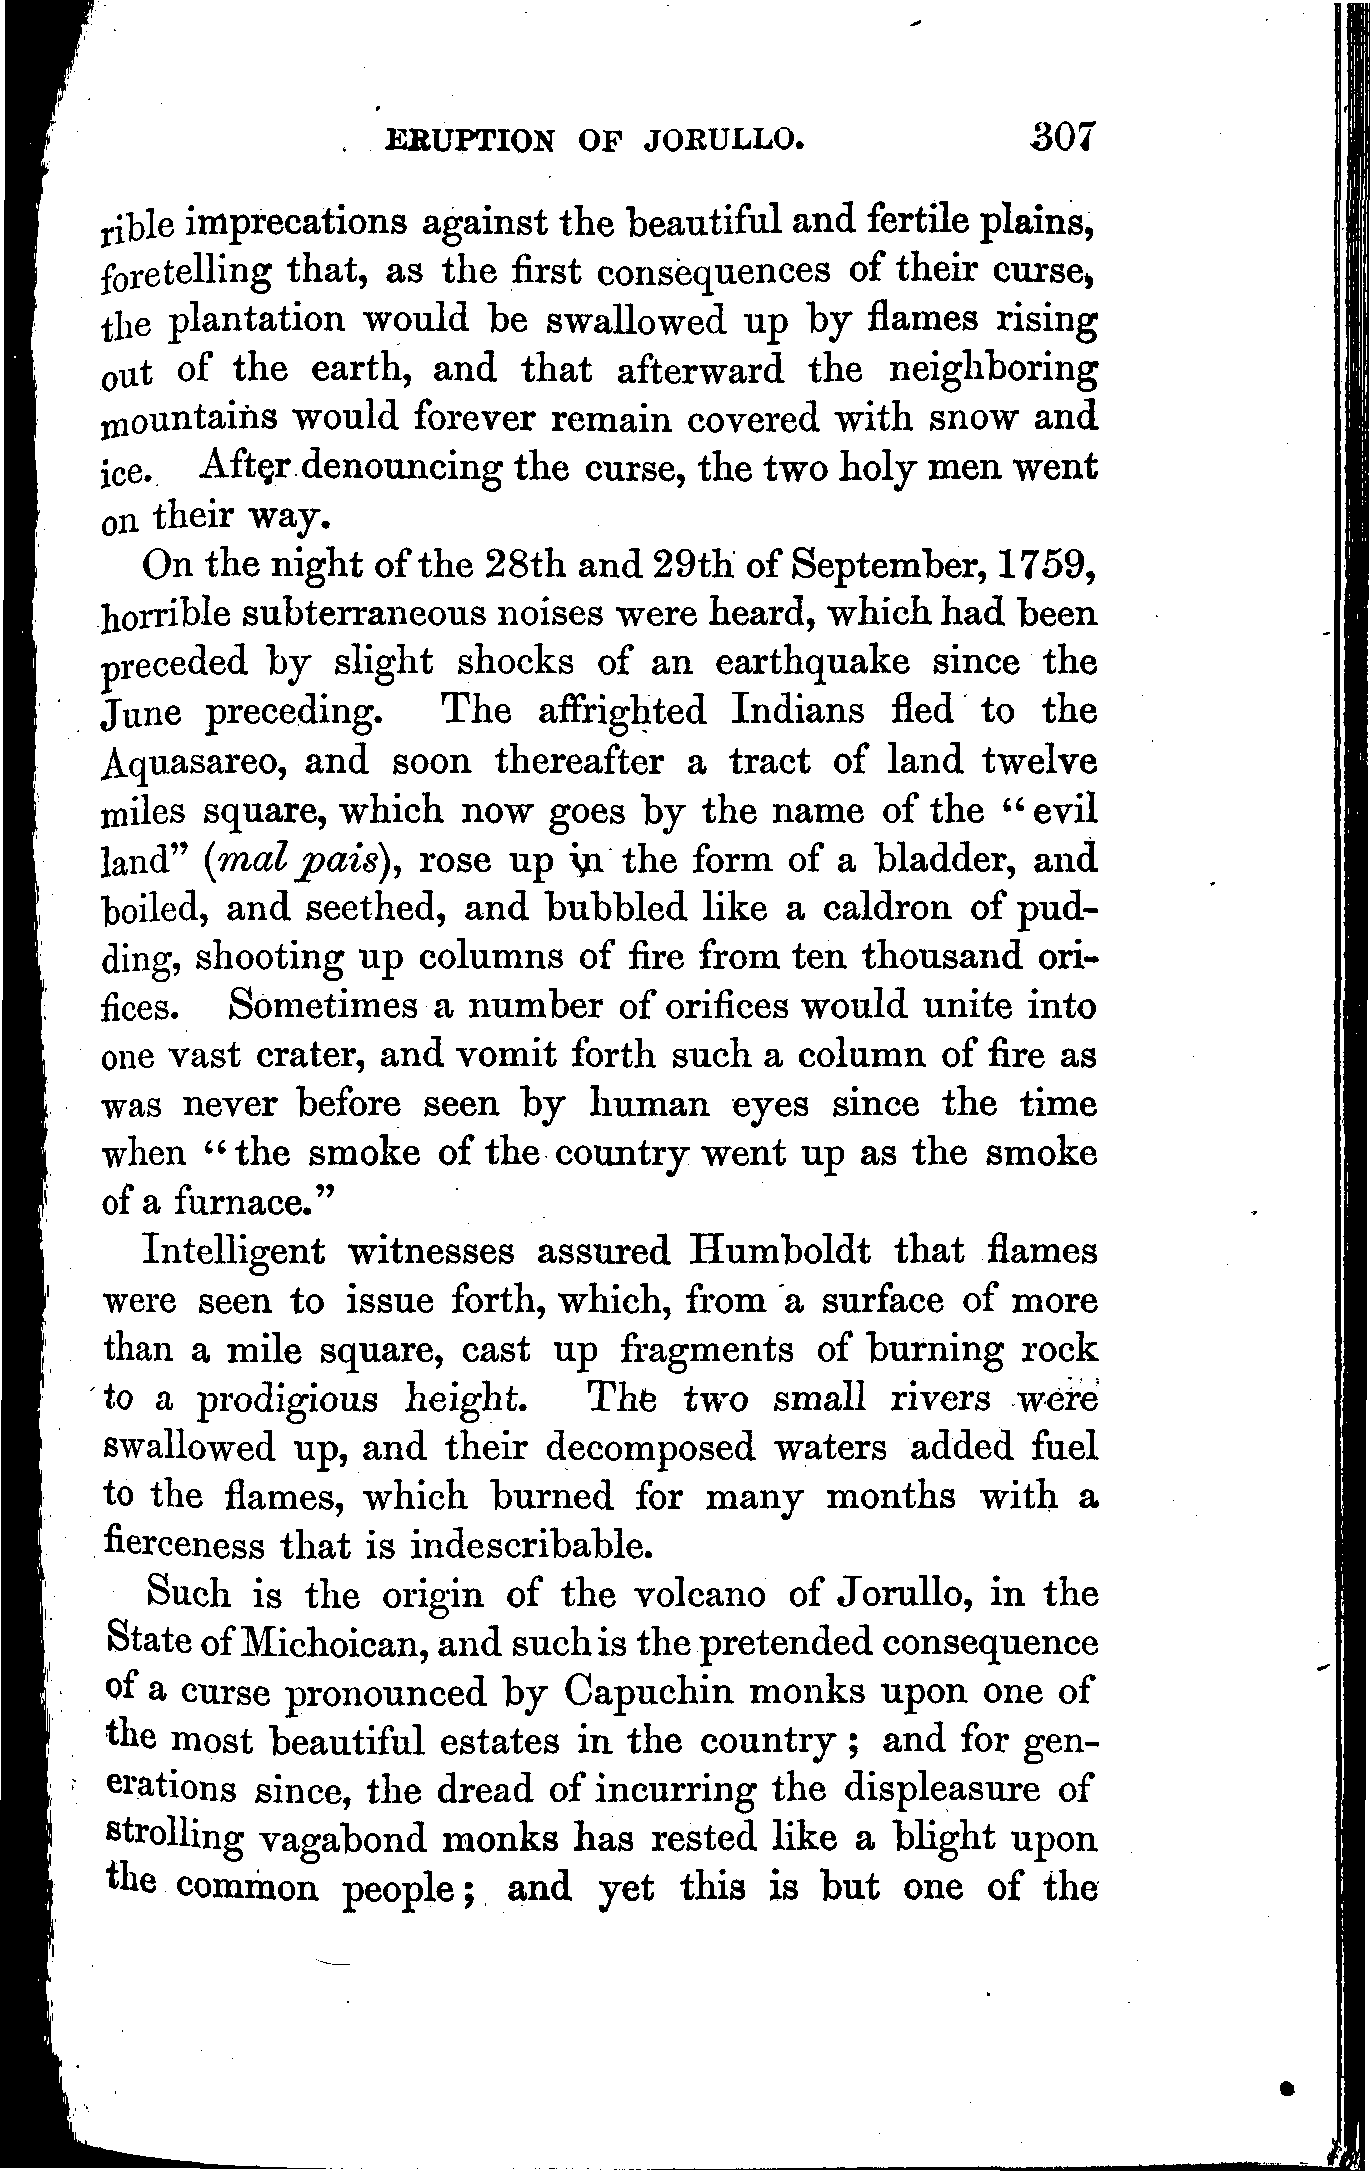 ERUPTION OF JORULLO. 307
rible imprecations against the beautiful and fertile plains,
foretelling that, as the first consequences of their curse,
the plantation would be swallowed up by flames rising
out of the earth, and that afterward the neighboring
mountains would forever remain covered with snow and
ice. After denouncing the curse, the two holy men went
on their way.
On the night of the 28th and 29th of September, 1759,
horrible subterraneous noises were heard, which had been
preceded by slight shocks of an earthquake since the
June preceding. The affrighted Indians fled to the
Aquasareo, and soon thereafter a tract of land twelve
miles square, which now goes by the name of the “evil
land” (mal pais), rose up in the form of a bladder, and
boiled, and seethed, and bubbled like a caldron of pud-
ding, shooting up columns of fire from ten thousand ori-
fices. Sometimes a number of orifices would unite into
one vast crater, and vomit forth such a column of fire as
was never before seen by human eyes since the time
when “the smoke of the country went up as the smoke
of a furnace.”
Intelligent witnesses assured Humboldt that flames
were seen to issue forth, which, from a surface of more
than a mile square, cast up fragments of burning rock
to a prodigious height. The two small rivers were
swallowed up, and their decomposed waters added fuel
to the flames, which burned for many months with a
fierceness that is indescribable.
Such is the origin of the volcano of Jorullo, in the
State of Michoican, and such is the pretended consequence
of a curse pronounced by Capuchin monks upon one of
the most beautiful estates in the country; and for gen-
erations since, the dread of incurring the displeasure of
strolling vagabond monks has rested like a blight upon
the common people; and yet this is but one of the